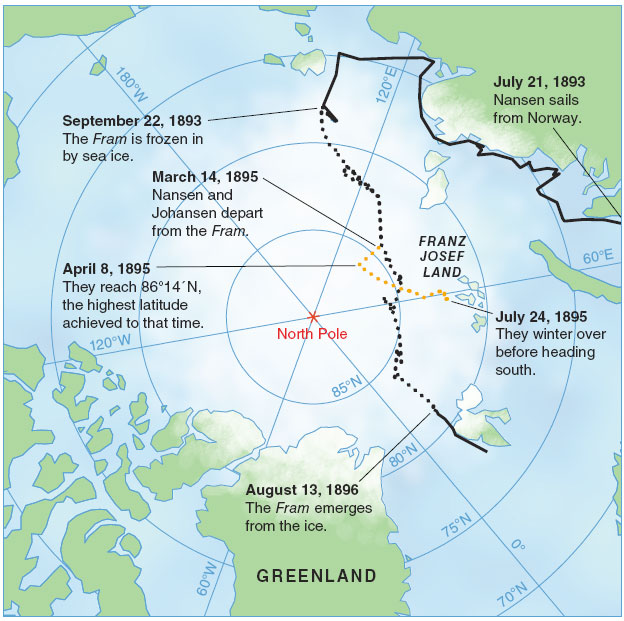 180°W
120°E
July 21, 1893
Nansen sails
from Norway.
September 22, 1893
The Fram is frozen in
by sea ice.
March 14, 1895
Nansen and
Johansen depart
from the Fram.
FRANZ
JOSEF
LAND
60°E
April 8, 1895
They reach 86°14´N,
the highest latitude
achieved to that time.
July 24, 1895
They winter over
before heading
south.
North Pole
120°W
85°N
80°N
August 13, 1896
The Fram emerges
from the ice.
75°N
0°
GREENLAND
60°W
70°N